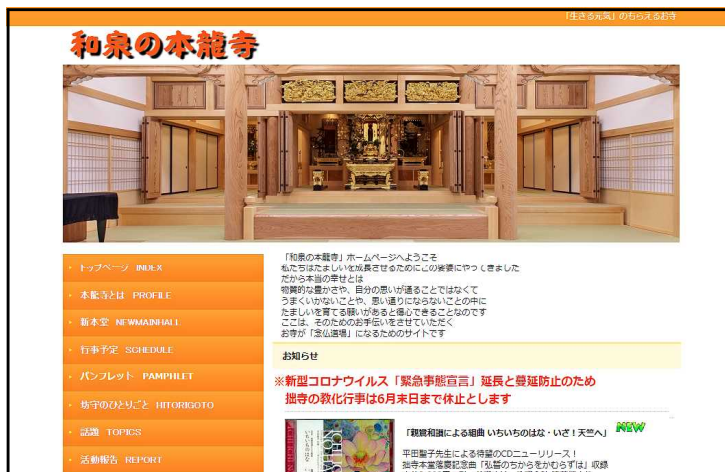 「生きる元気」のもらえるお寺
和泉の本龍寺
トップページ INDEX
本龍寺とは PROFILE
新本堂 NEWMAINHALL
行事予定 SCHEDULE
パンフレット PAMPHLET
坊守のひとりごと HITORIGOTO
話題 TOPICS
活動報告 REPORT
「和泉の本龍寺」ホームページへようこそ
私たちはたましいを成長させるためにこの娑婆にやってきました
だから本当の幸せとは
物質的な豊かさや、自分の思いが通ることではなくて
うまくいかないことや、思い通りにならないことの中に
たましいを育てる願いがあると得心できることなのです
ここは、そのためのお手伝いをさせていただく
お寺が「念仏道場」になるためのサイトです
お知らせ
※新型コロナウイルス「緊急事態宣言」延長と蔓延防止のため
拙寺の教化行事は6月末日まで休止とします
「親鸞和讃による組曲 いちいちのはな・いざ！天竺へ」 NEW
平田聖子先生による待望のCDニューリリース！
拙寺本堂落慶記念曲「弘誓のちからをかむらずは」収録